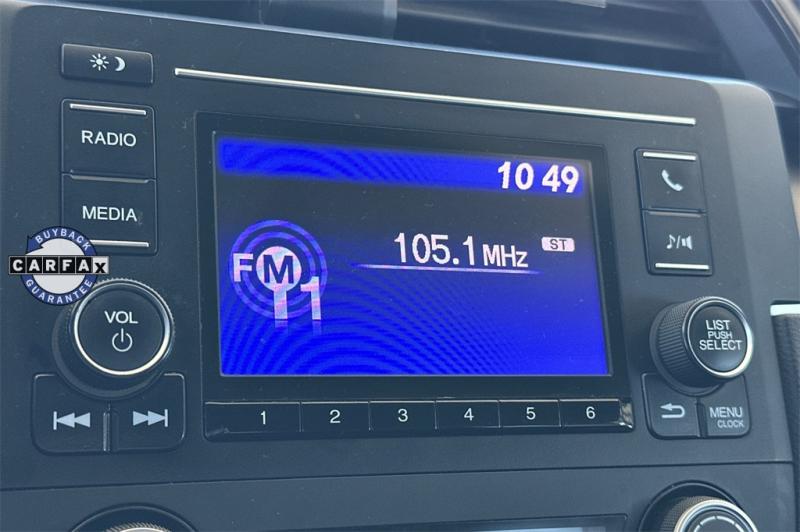 RADIO
MEDIA
BUYBACK
CARFAX
GUARANTEE
VOL
10 49
105.1 MHz
ST
FM
1
LIST
PUSH
SELECT
MENU
CLOCK
1 2 3 4 5 6